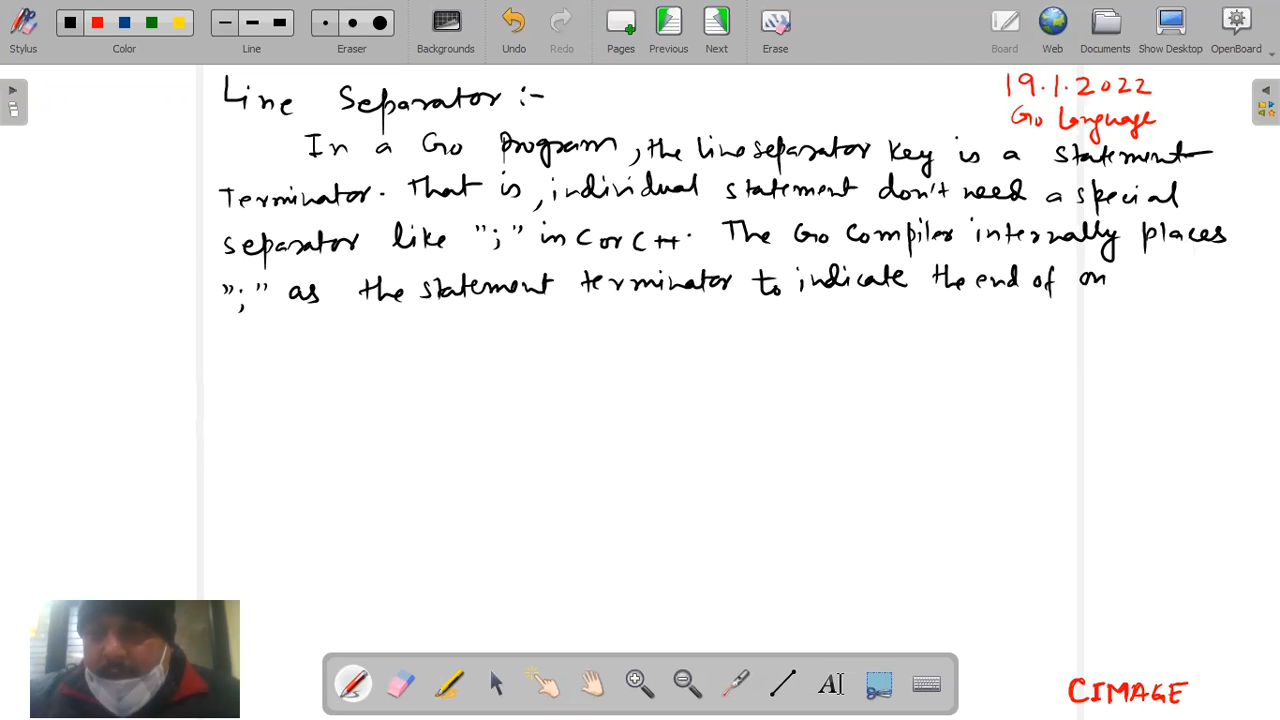 Stylus
Color
Line
Eraser
Backgrounds
Undo
Redo
Pages
Previous
Next
Erase
Board
Web
Documents
Show Desktop
OpenBoard
19.1.2022
Go Language
Line Separator :-
In a Go Program, the line separator key is a statement
Terminator. That is, individual statement don't need a special
separator like ";" in C or C++. The Go Compiler internally places
";" as the statement terminator to indicate the end of on
CIMAGE